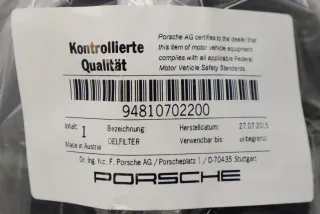 Kontrollierte Qualität
Porsche AG certifies to the dealer that
this item of motor vehicle equipment
complies with all applicable Federal
Motor Vehicle Safety Standards.
94810702200
Inhalt: 1 Bezeichnung: Herstelldatum: 27.07.2015
Made in Austria OELFILTER Verwendbar bis: unbegrenzt
Dr. Ing. h.c. F. Porsche AG / Porscheplatz 1 / D-70435 Stuttgart
PORSCHE